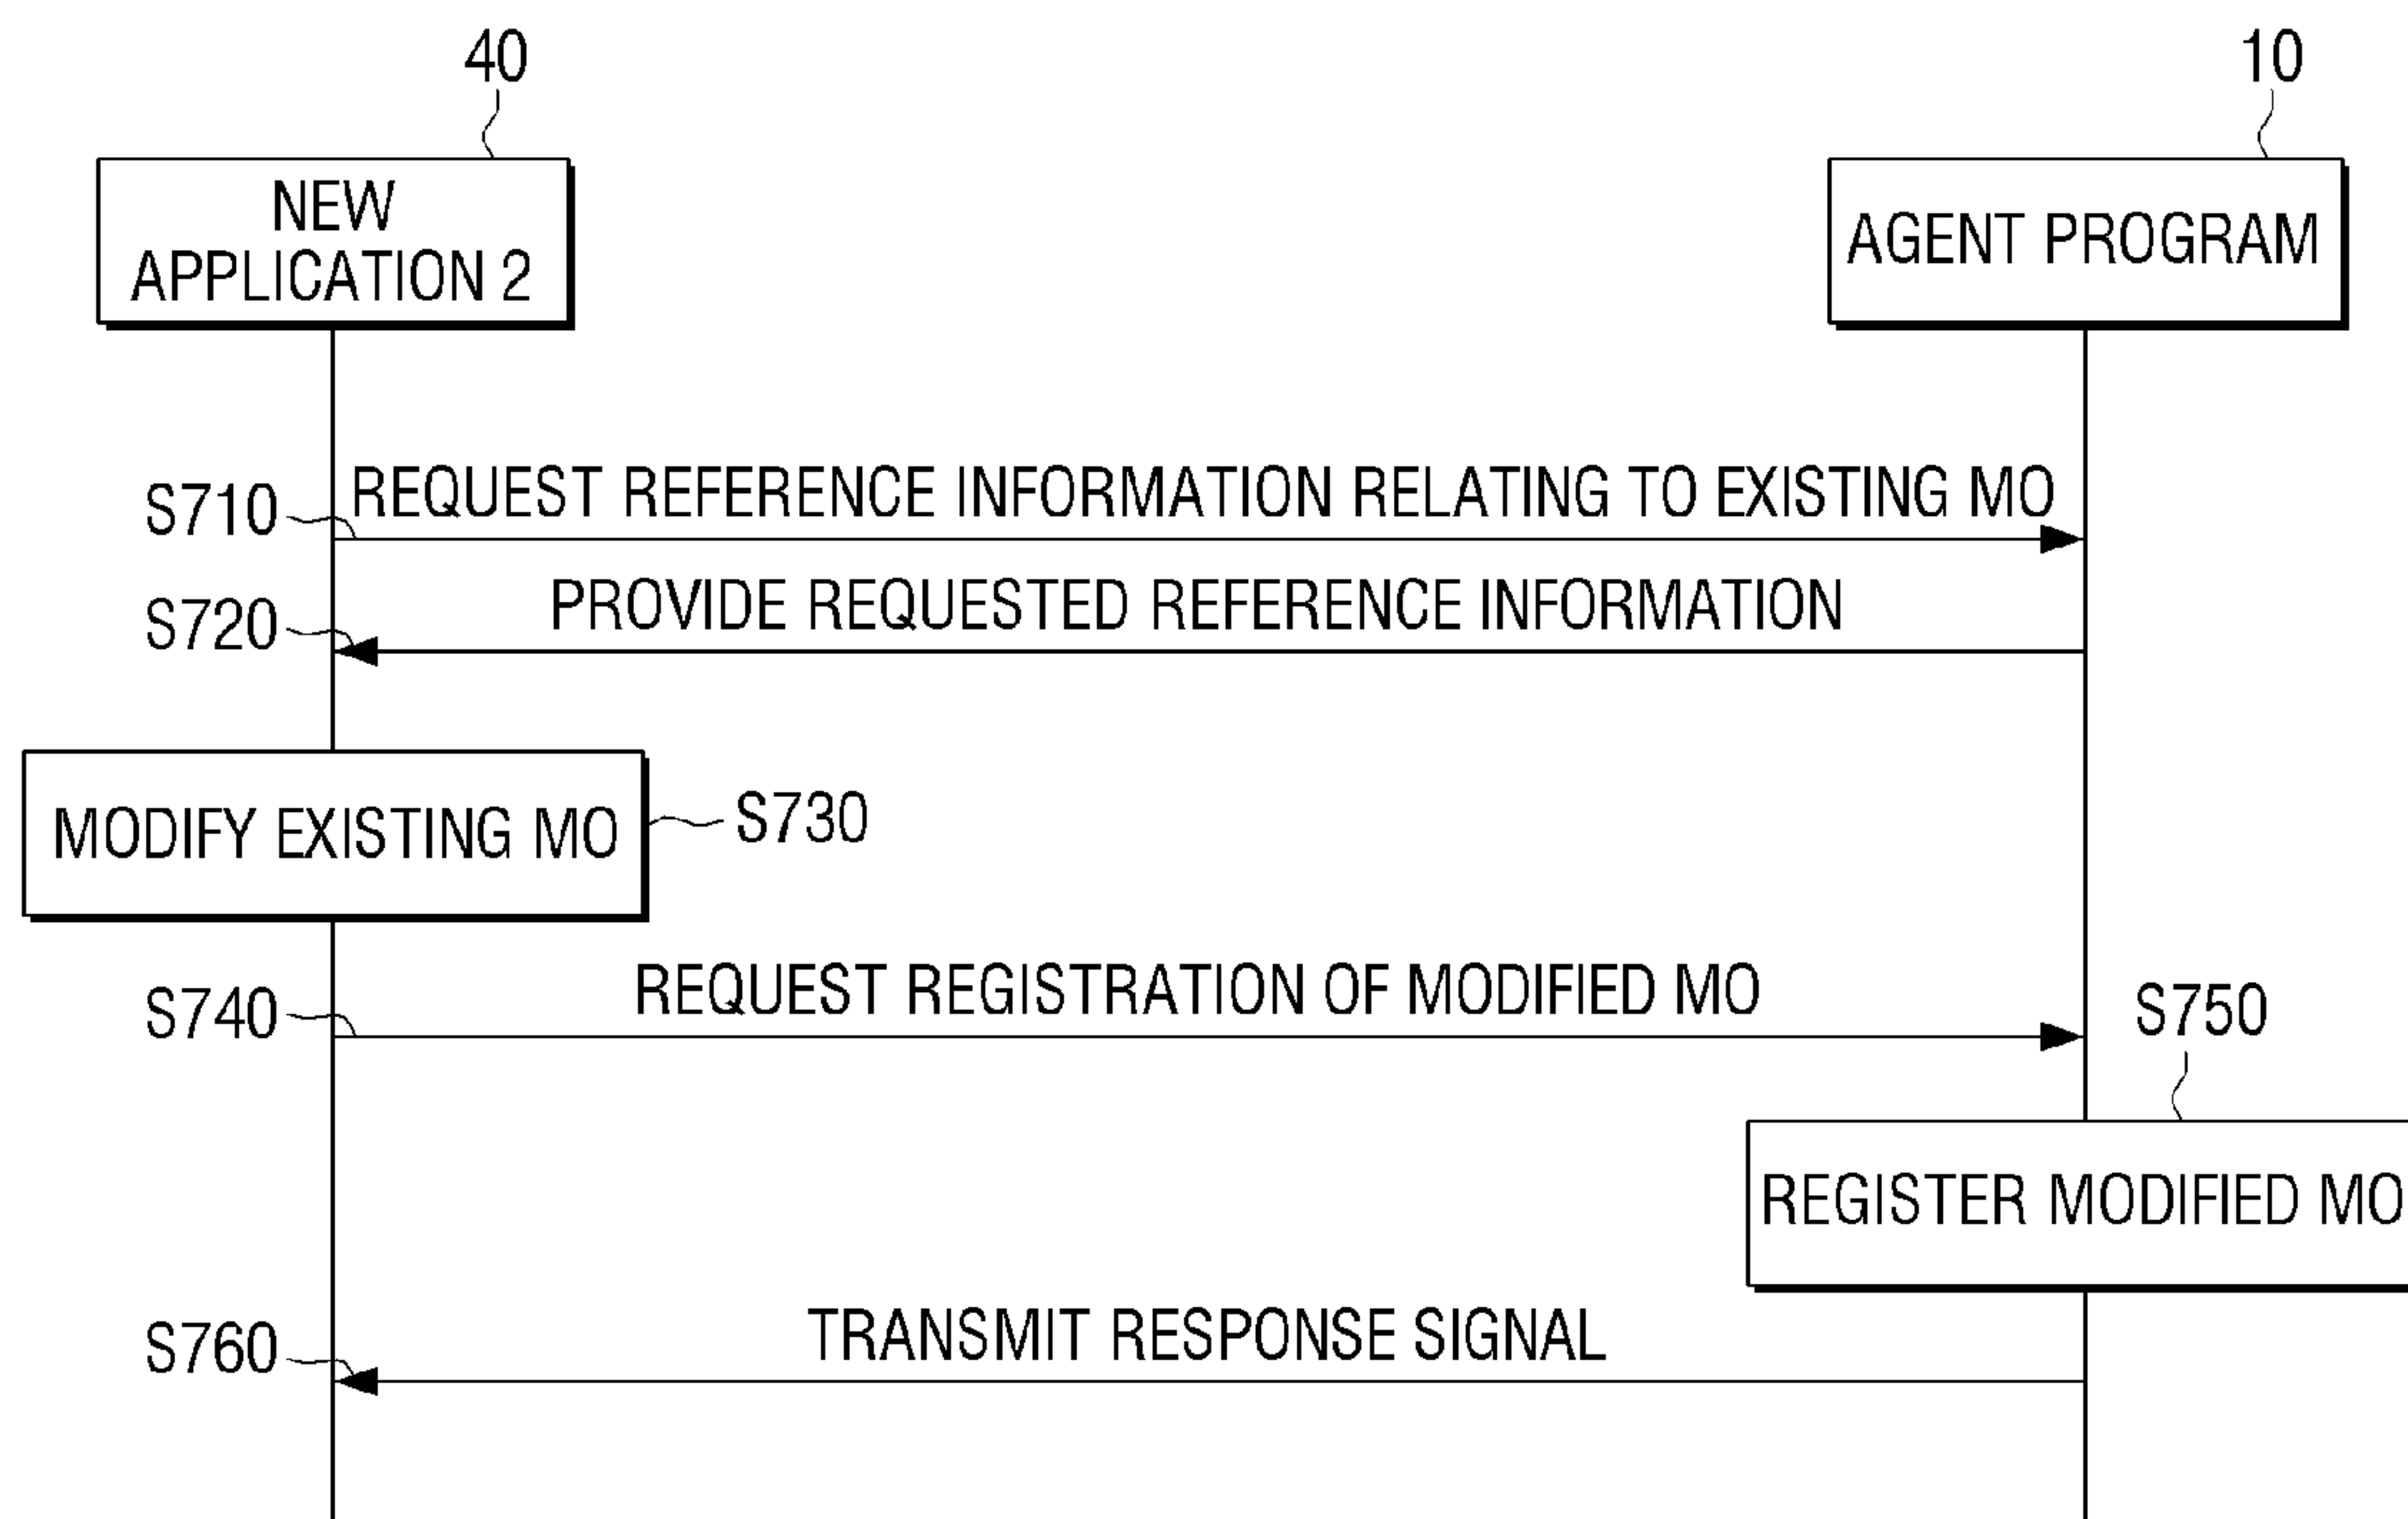 40
10
NEW
APPLICATION 2
AGENT PROGRAM
S710
REQUEST REFERENCE INFORMATION RELATING TO EXISTING MO
S720
PROVIDE REQUESTED REFERENCE INFORMATION
MODIFY EXISTING MO
S730
S740
REQUEST REGISTRATION OF MODIFIED MO
S750
REGISTER MODIFIED MO
S760
TRANSMIT RESPONSE SIGNAL